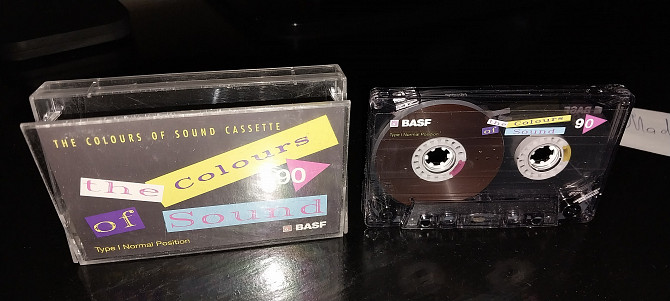 THE COLOURS OF SOUND CASSETTE
the Colours
90
of Sound
BASF
Type I Normal Position
BASF
the Colours
90
of Sound
Type I Normal Position
Mad